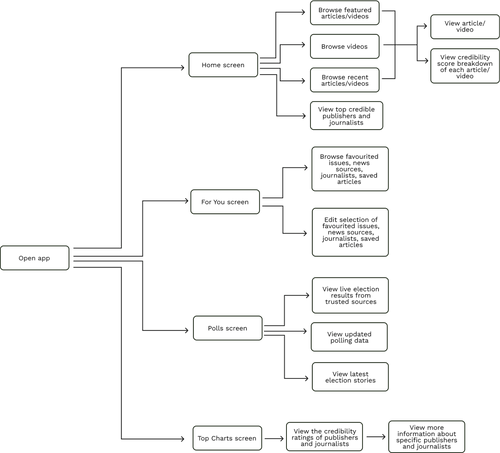 Browse featured
articles/videos
View article/
video
Browse videos
Home screen
View credibility
score breakdown
of each article/
video
Browse recent
articles/videos
View top credible
publishers and
journalists
Browse favourited
issues, news
sources,
journalists, saved
articles
For You screen
Edit selection of
favourited issues,
news sources,
journalists, saved
articles
Open app
View live election
results from
trusted sources
Polls screen
View updated
polling data
View latest
election stories
Top Charts screen
View the credibility
ratings of publishers
and journalists
View more
information about
specific publishers
and journalists